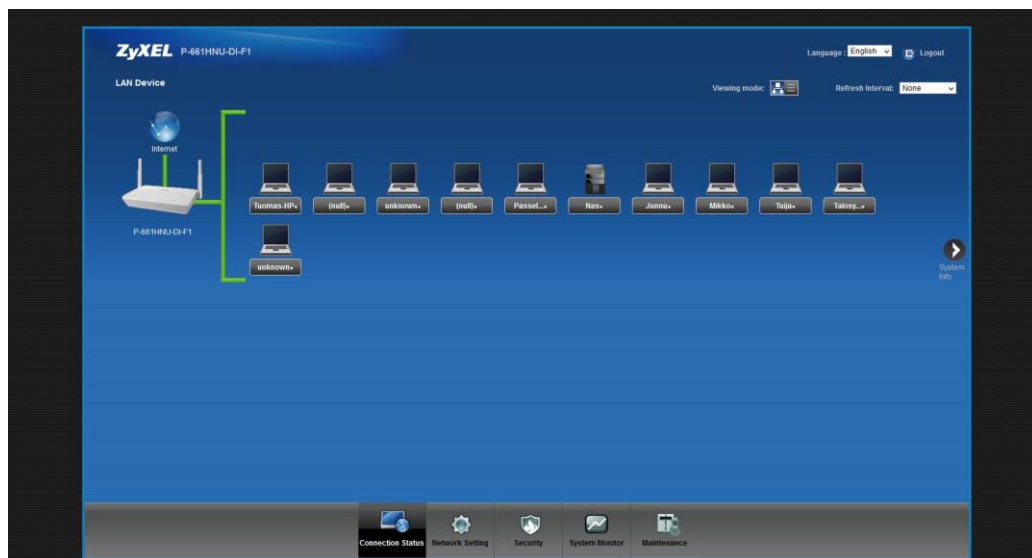 ZyXEL P-661HNU-DI-F1
Language : English Logout
LAN Device
Viewing mode: Refresh Interval: None
Internet
P-661HNU-DI-F1
Tuomas-HP (null) unknown (null) Passel... Nas Junnu Mikko Tuija Talosy...
unknown
System
Info
Connection Status Network Setting Security System Monitor Maintenance